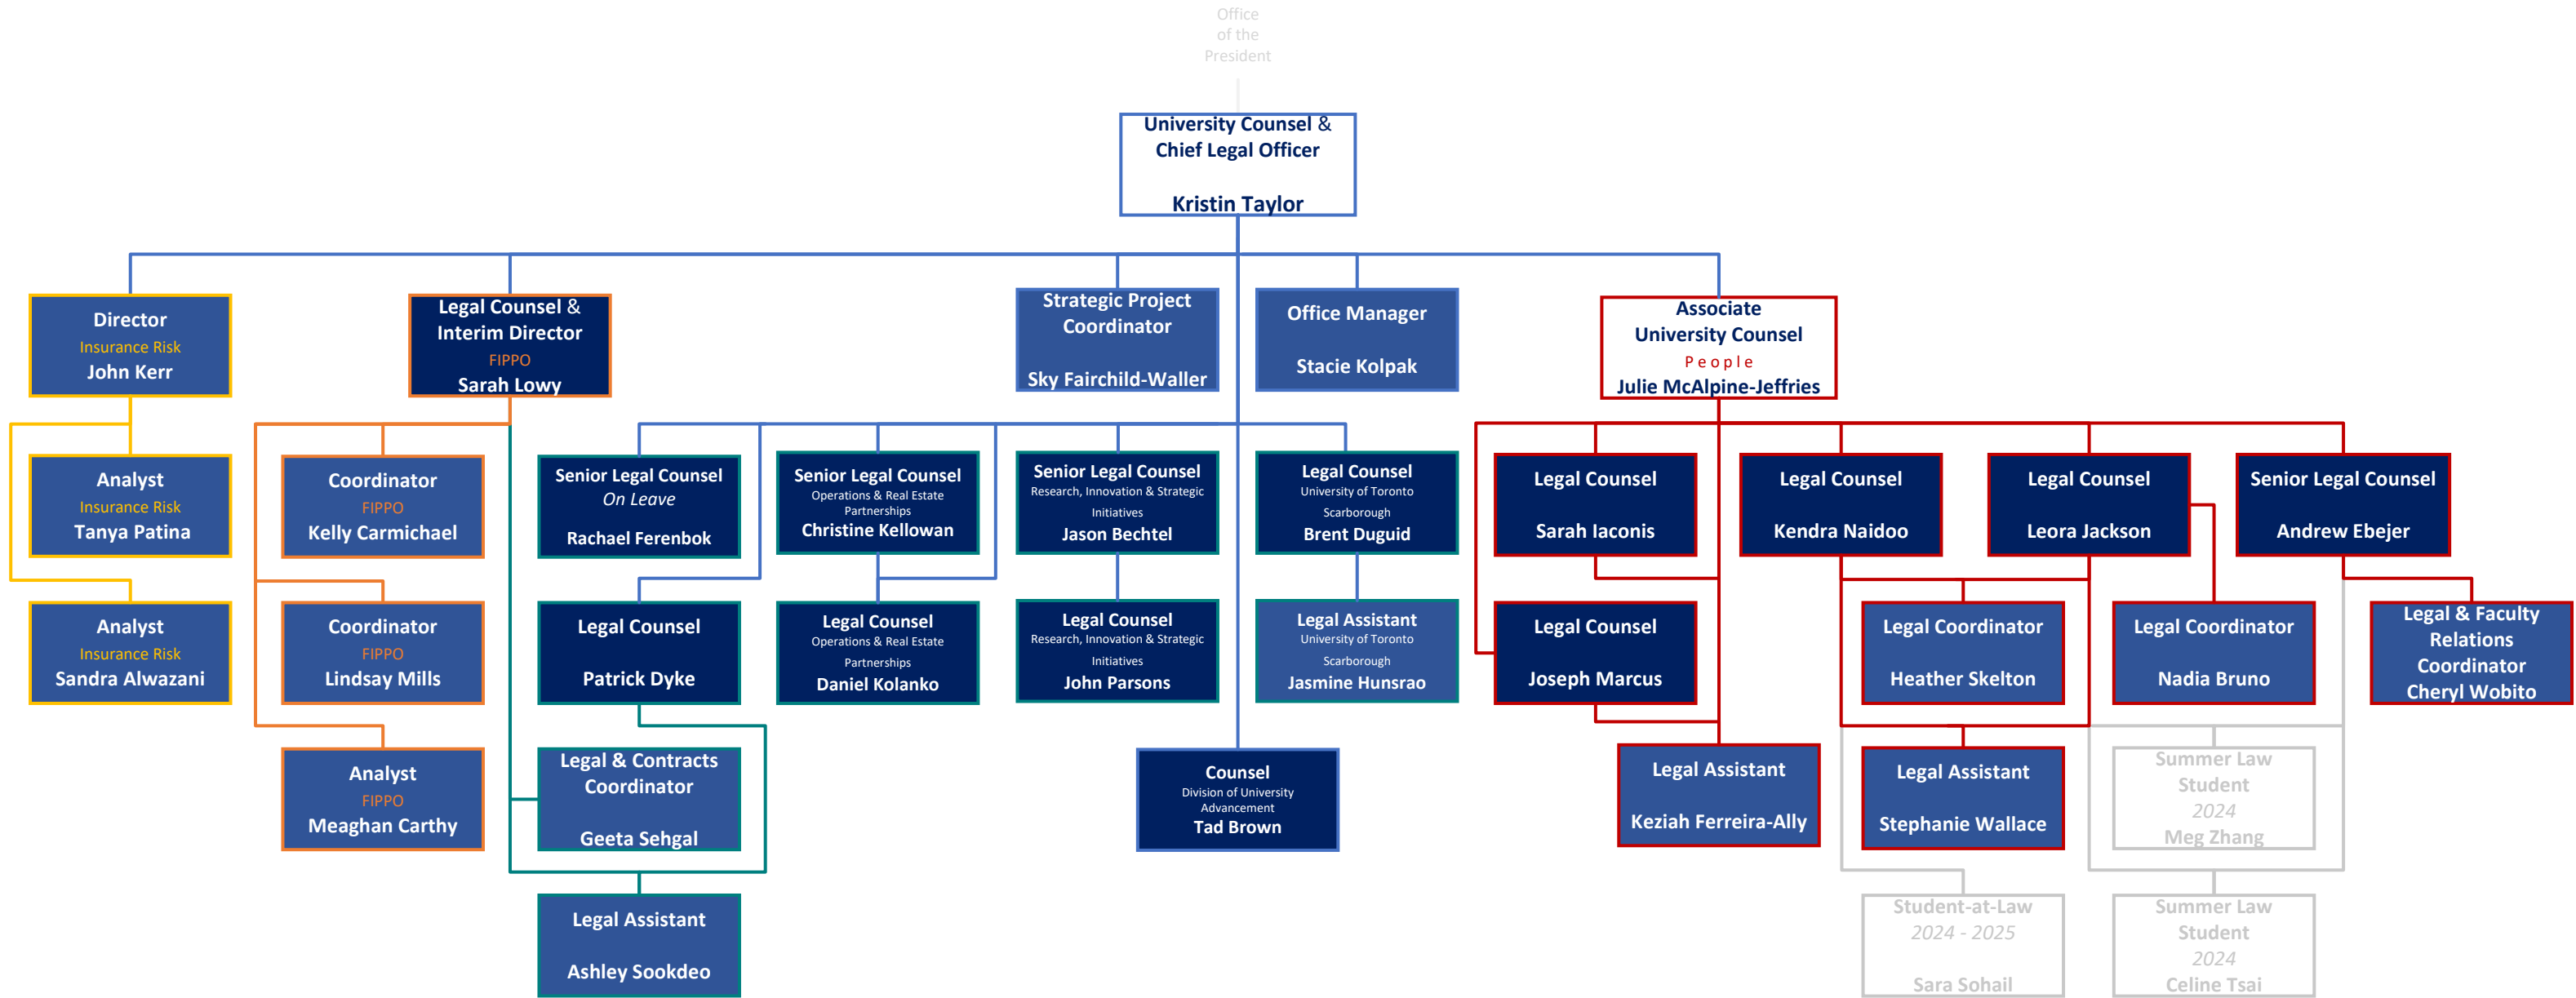 Office
of the
President
University Counsel &
Chief Legal Officer
Kristin Taylor
Director
Insurance Risk
John Kerr
Legal Counsel &
Interim Director
FIPPO
Sarah Lowy
Strategic Project
Coordinator
Sky Fairchild-Waller
Office Manager
Stacie Kolpak
Associate
University Counsel
People
Julie McAlpine-Jeffries
Analyst
Insurance Risk
Tanya Patina
Coordinator
FIPPO
Kelly Carmichael
Senior Legal Counsel
On Leave
Rachael Ferenbok
Senior Legal Counsel
Operations & Real Estate
Partnerships
Christine Kellowan
Senior Legal Counsel
Research, Innovation & Strategic
Initiatives
Jason Bechtel
Legal Counsel
University of Toronto
Scarborough
Brent Duguid
Legal Counsel
Sarah Iaconis
Legal Counsel
Kendra Naidoo
Legal Counsel
Leora Jackson
Senior Legal Counsel
Andrew Ebejer
Analyst
Insurance Risk
Sandra Alwazani
Coordinator
FIPPO
Lindsay Mills
Legal Counsel
Patrick Dyke
Legal Counsel
Operations & Real Estate
Partnerships
Daniel Kolanko
Legal Counsel
Research, Innovation & Strategic
Initiatives
John Parsons
Legal Assistant
University of Toronto
Scarborough
Jasmine Hunsrao
Legal Counsel
Joseph Marcus
Legal Coordinator
Heather Skelton
Legal Coordinator
Nadia Bruno
Legal & Faculty
Relations
Coordinator
Cheryl Wobito
Analyst
FIPPO
Meaghan Carthy
Legal & Contracts
Coordinator
Geeta Sehgal
Counsel
Division of University
Advancement
Tad Brown
Legal Assistant
Keziah Ferreira-Ally
Legal Assistant
Stephanie Wallace
Summer Law
Student
2024
Meg Zhang
Legal Assistant
Ashley Sookdeo
Student-at-Law
2024 - 2025
Sara Sohail
Summer Law
Student
2024
Celine Tsai